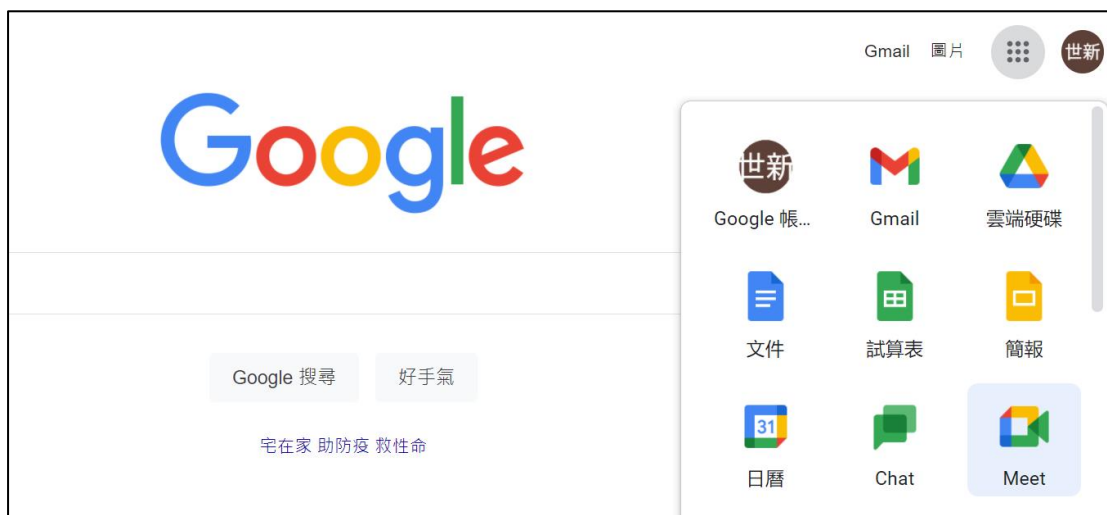 Gmail 圖片 世新
Google
世新
Google 帳... Gmail 雲端硬碟
文件 試算表 簡報
Google 搜尋 好手氣
31
日曆 Chat Meet
宅在家 助防疫 救性命